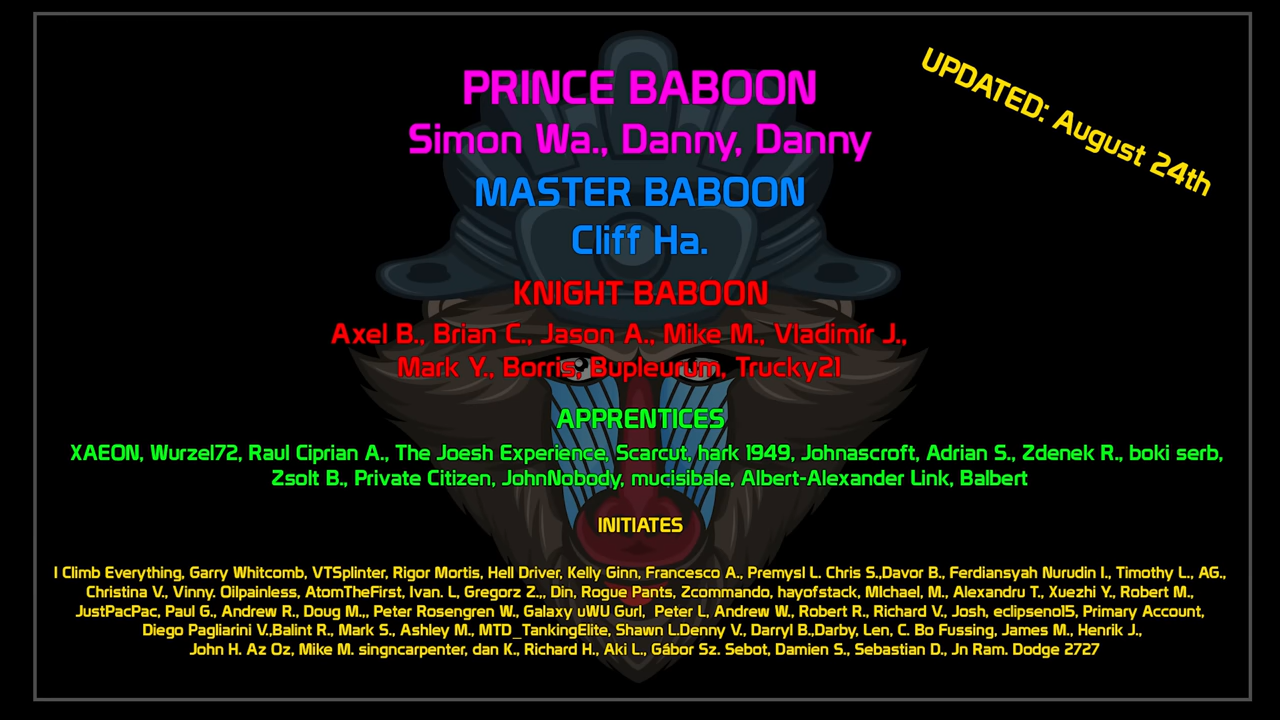 PRINCE BABOON
Simon Wa., Danny, Danny
UPDATED: August 24th
MASTER BABOON
Cliff Ha.
KNIGHT BABOON
Axel B., Brian C., Jason A., Mike M., Vladimír J.,
Mark Y., Borris, Bupleurum, Trucky21
APPRENTICES
XAEON, Wurzel72, Raul Ciprian A., The Joesh Experience, Scarcut, hark 1949, Johnascroft, Adrian S., Zdenek R., boki serb,
Zsolt B., Private Citizen, JohnNobody, mucisibale, Albert-Alexander Link, Balbert
INITIATES
I Climb Everything, Garry Whitcomb, VTSplinter, Rigor Mortis, Hell Driver, Kelly Ginn, Francesco A., Premysl L. Chris S.,Davor B., Ferdiansyah Nurudin I., Timothy L., AG.,
Christina V., Vinny. Oilpainless, AtomTheFirst, Ivan. L, Gregorz Z.,, Din, Rogue Pants, Zcommando, hayofstack, MIchael, M., Alexandru T., Xuezhi Y., Robert M.,
JustPacPac, Paul G., Andrew R., Doug M.,, Peter Rosengren W., Galaxy uWU Gurl,  Peter L, Andrew W., Robert R., Richard V., Josh, eclipseno15, Primary Account,
Diego Pagliarini V.,Balint R., Mark S., Ashley M., MTD_TankingElite, Shawn L.Denny V., Darryl B.,Darby, Len, C. Bo Fussing, James M., Henrik J.,
John H. Az Oz, Mike M. singncarpenter, dan K., Richard H., Aki L., Gábor Sz. Sebot, Damien S., Sebastian D., Jn Ram. Dodge 2727